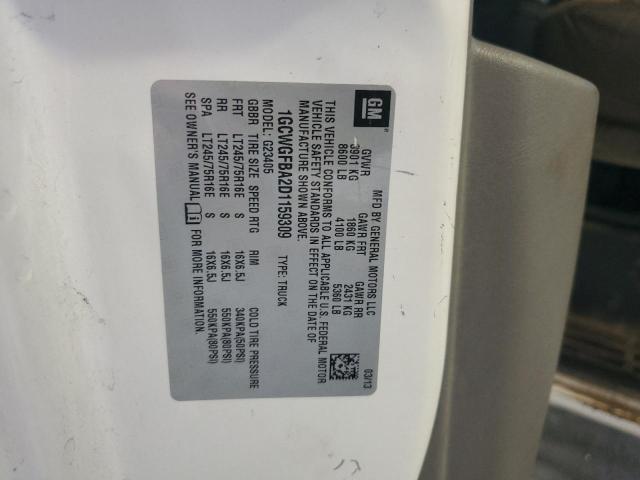 GM
MFD BY GENERAL MOTORS LLC
03/13
GVWR GAWR FRT GAWR RR
3901 KG 1860 KG 2431 KG
8600 LB 4100 LB 5360 LB
THIS VEHICLE CONFORMS TO ALL APPLICABLE U.S. FEDERAL MOTOR
VEHICLE SAFETY STANDARDS IN EFFECT ON THE DATE OF
MANUFACTURE SHOWN ABOVE.
1GCWGFBA2D1159309 TYPE: TRUCK
MODEL: G23405
GBBR TIRE SIZE SPEED RTG RIM COLD TIRE PRESSURE
FRT LT245/75R16E S 16X6.5J 340KPA(50PSI)
RR LT245/75R16E S 16X6.5J 550KPA(80PSI)
SPA LT245/75R16E S 16X6.5J 550KPA(80PSI)
SEE OWNER'S MANUAL FOR MORE INFORMATION.